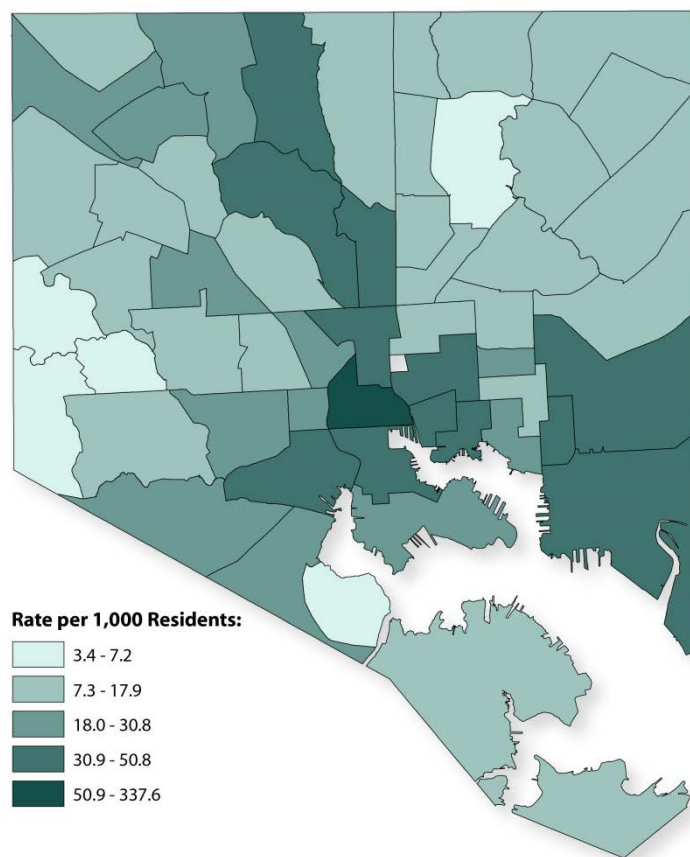 Rate per 1,000 Residents:
3.4 - 7.2
7.3 - 17.9
18.0 - 30.8
30.9 - 50.8
50.9 - 337.6